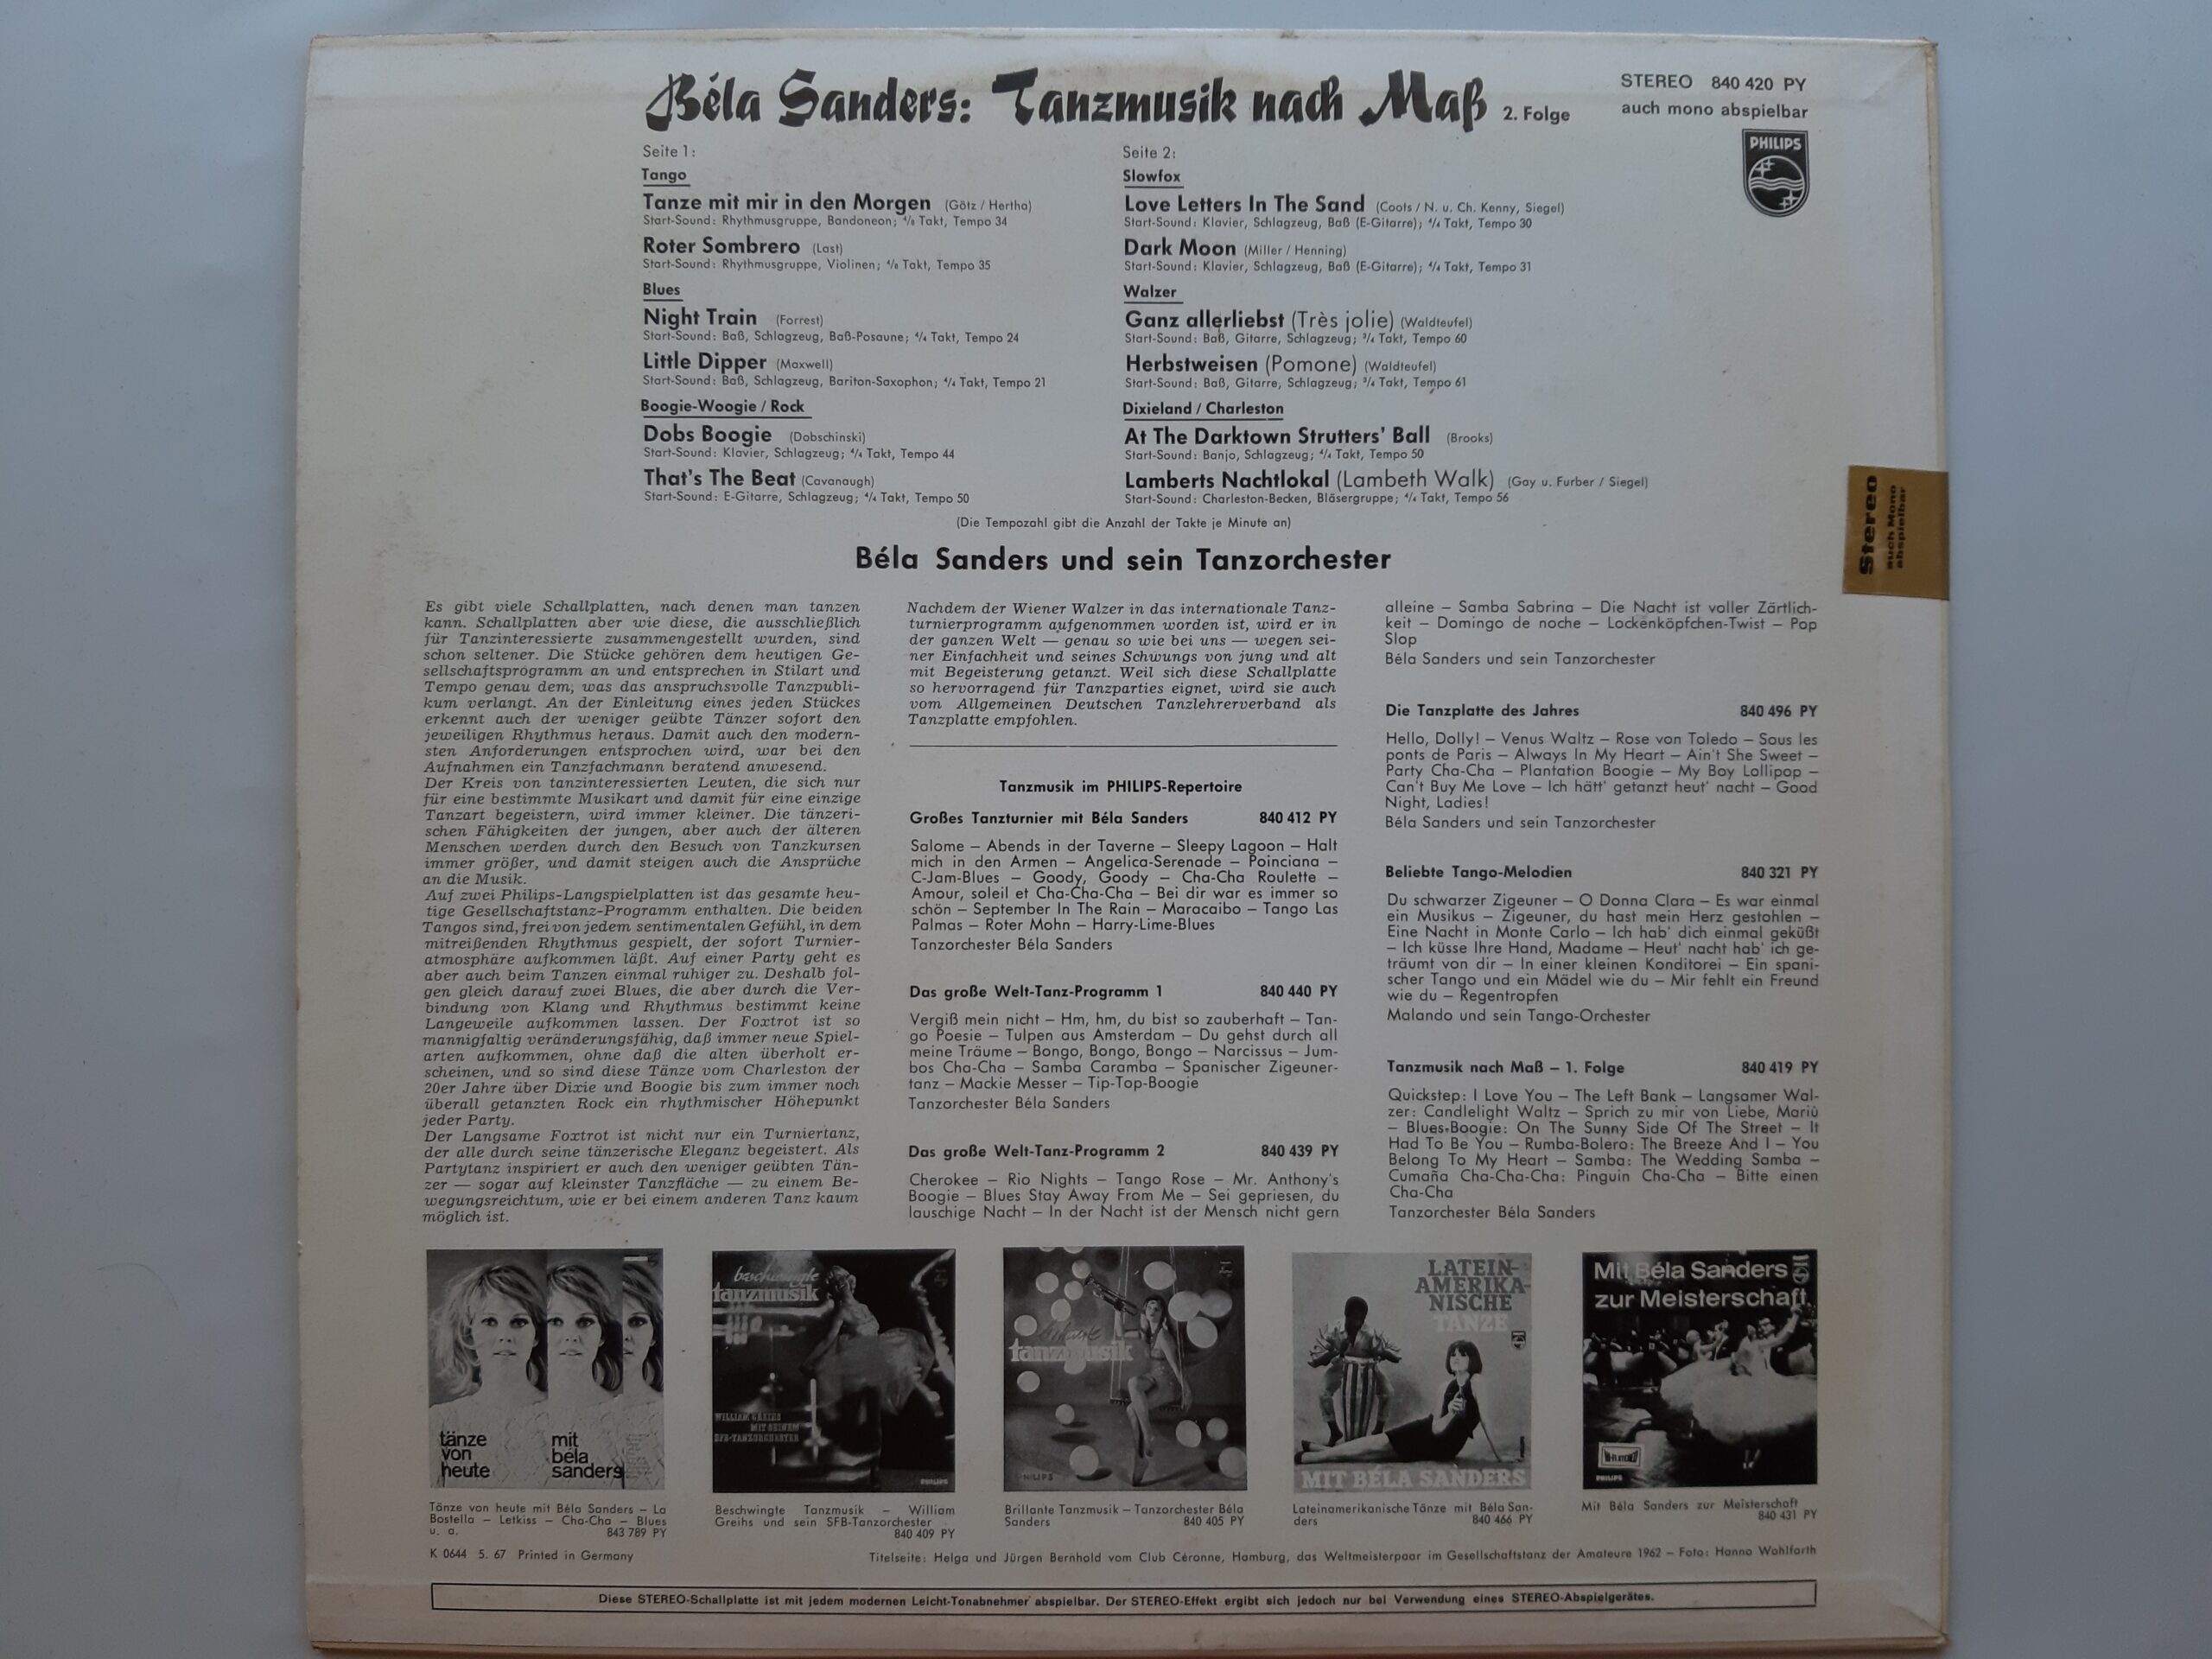 Béla Sanders: Tanzmusik nach Maß 2. Folge
STEREO 840 420 PY
auch mono abspielbar
PHILIPS
Seite 1:
Tango
Tanze mit mir in den Morgen (Götz / Hertha)
Start-Sound: Rhythmusgruppe, Bandoneon; 4/8 Takt, Tempo 34
Roter Sombrero (Last)
Start-Sound: Rhythmusgruppe, Violinen; 4/8 Takt, Tempo 35
Blues
Night Train (Forrest)
Start-Sound: Baß, Schlagzeug, Baß-Posaune; 4/4 Takt, Tempo 24
Little Dipper (Maxwell)
Start-Sound: Baß, Schlagzeug, Bariton-Saxophon; 4/4 Takt, Tempo 21
Boogie-Woogie / Rock
Dobs Boogie (Dobschinski)
Start-Sound: Klavier, Schlagzeug; 4/4 Takt, Tempo 44
That's The Beat (Cavanaugh)
Start-Sound: E-Gitarre, Schlagzeug; 4/4 Takt, Tempo 50
Seite 2:
Slowfox
Love Letters In The Sand (Coots / N. u. Ch. Kenny, Siegel)
Start-Sound: Klavier, Schlagzeug, Baß (E-Gitarre); 4/4 Takt, Tempo 30
Dark Moon (Miller / Henning)
Start-Sound: Klavier, Schlagzeug, Baß (E-Gitarre); 4/4 Takt, Tempo 31
Walzer
Ganz allerliebst (Très jolie) (Waldteufel)
Start-Sound: Baß, Gitarre, Schlagzeug; 3/4 Takt, Tempo 60
Herbstweisen (Pomone) (Waldteufel)
Start-Sound: Baß, Gitarre, Schlagzeug; 3/4 Takt, Tempo 61
Dixieland / Charleston
At The Darktown Strutters' Ball (Brooks)
Start-Sound: Banjo, Schlagzeug; 4/4 Takt, Tempo 50
Lamberts Nachtlokal (Lambeth Walk) (Gay u. Furber / Siegel)
Start-Sound: Charleston-Becken, Bläsergruppe; 4/4 Takt, Tempo 56
(Die Tempozahl gibt die Anzahl der Takte je Minute an)
Stereo
auch Mono
abspielbar
Béla Sanders und sein Tanzorchester
Es gibt viele Schallplatten, nach denen man tanzen
kann. Schallplatten aber wie diese, die ausschließlich
für Tanzinteressierte zusammengestellt wurden, sind
schon seltener. Die Stücke gehören dem heutigen Ge-
sellschaftsprogramm an und entsprechen in Stilart und
Tempo genau dem, was das anspruchsvolle Tanzpubli-
kum verlangt. An der Einleitung eines jeden Stückes
erkennt auch der weniger geübte Tänzer sofort den
jeweiligen Rhythmus heraus. Damit auch den modern-
sten Anforderungen entsprochen wird, war bei den
Aufnahmen ein Tanzfachmann beratend anwesend.
Der Kreis von tanzinteressierten Leuten, die sich nur
für eine bestimmte Musikart und damit für eine einzige
Tanzart begeistern, wird immer kleiner. Die tänzeri-
schen Fähigkeiten der jungen, aber auch der älteren
Menschen werden durch den Besuch von Tanzkursen
immer größer, und damit steigen auch die Ansprüche
an die Musik.
Auf zwei Philips-Langspielplatten ist das gesamte heu-
tige Gesellschaftstanz-Programm enthalten. Die beiden
Tangos sind, frei von jedem sentimentalen Gefühl, in dem
mitreißenden Rhythmus gespielt, der sofort Turnier-
atmosphäre aufkommen läßt. Auf einer Party geht es
aber auch beim Tanzen einmal ruhiger zu. Deshalb fol-
gen gleich darauf zwei Blues, die aber durch die Ver-
bindung von Klang und Rhythmus bestimmt keine
Langeweile aufkommen lassen. Der Foxtrot ist so
mannigfaltig veränderungsfähig, daß immer neue Spiel-
arten aufkommen, ohne daß die alten überholt er-
scheinen, und so sind diese Tänze vom Charleston der
20er Jahre über Dixie und Boogie bis zum immer noch
überall getanzten Rock ein rhythmischer Höhepunkt
jeder Party.
Der Langsame Foxtrot ist nicht nur ein Turniertanz,
der alle durch seine tänzerische Eleganz begeistert. Als
Partytanz inspiriert er auch den weniger geübten Tän-
zer — sogar auf kleinster Tanzfläche — zu einem Be-
wegungsreichtum, wie er bei einem anderen Tanz kaum
möglich ist.
Nachdem der Wiener Walzer in das internationale Tanz-
turnierprogramm aufgenommen worden ist, wird er in
der ganzen Welt — genau so wie bei uns — wegen sei-
ner Einfachheit und seines Schwungs von jung und alt
mit Begeisterung getanzt. Weil sich diese Schallplatte
so hervorragend für Tanzparties eignet, wird sie auch
vom Allgemeinen Deutschen Tanzlehrerverband als
Tanzplatte empfohlen.
Tanzmusik im PHILIPS-Repertoire
Großes Tanzturnier mit Béla Sanders 840 412 PY
Salome – Abends in der Taverne – Sleepy Lagoon – Halt
mich in den Armen – Angelica-Serenade – Poinciana –
C-Jam-Blues – Goody, Goody – Cha-Cha Roulette –
Amour, soleil et Cha-Cha-Cha – Bei dir war es immer so
schön – September In The Rain – Maracaibo – Tango Las
Palmas – Roter Mohn – Harry-Lime-Blues
Tanzorchester Béla Sanders
Das große Welt-Tanz-Programm 1 840 440 PY
Vergiß mein nicht – Hm, hm, du bist so zauberhaft – Tan-
go Poesie – Tulpen aus Amsterdam – Du gehst durch all
meine Träume – Bongo, Bongo, Bongo – Narcissus – Jum-
bos Cha-Cha – Samba Caramba – Spanischer Zigeuner-
tanz – Mackie Messer – Tip-Top-Boogie
Tanzorchester Béla Sanders
Das große Welt-Tanz-Programm 2 840 439 PY
Cherokee – Rio Nights – Tango Rose – Mr. Anthony's
Boogie – Blues Stay Away From Me – Sei gepriesen, du
lauschige Nacht – In der Nacht ist der Mensch nicht gern
alleine – Samba Sabrina – Die Nacht ist voller Zärtlich-
keit – Domingo de noche – Lockenköpfchen-Twist – Pop
Slop
Béla Sanders und sein Tanzorchester
Die Tanzplatte des Jahres 840 496 PY
Hello, Dolly! – Venus Waltz – Rose von Toledo – Sous les
ponts de Paris – Always In My Heart – Ain't She Sweet –
Party Cha-Cha – Plantation Boogie – My Boy Lollipop –
Can't Buy Me Love – Ich hätt' getanzt heut' nacht – Good
Night, Ladies!
Béla Sanders und sein Tanzorchester
Beliebte Tango-Melodien 840 321 PY
Du schwarzer Zigeuner – O Donna Clara – Es war einmal
ein Musikus – Zigeuner, du hast mein Herz gestohlen –
Eine Nacht in Monte Carlo – Ich hab' dich einmal geküßt
– Ich küsse Ihre Hand, Madame – Heut' nacht hab' ich ge-
träumt von dir – In einer kleinen Konditorei – Ein spani-
scher Tango und ein Mädel wie du – Mir fehlt ein Freund
wie du – Regentropfen
Malando und sein Tango-Orchester
Tanzmusik nach Maß – 1. Folge 840 419 PY
Quickstep: I Love You – The Left Bank – Langsamer Wal-
zer: Candlelight Waltz – Sprich zu mir von Liebe, Mariù
– Blues-Boogie: On The Sunny Side Of The Street – It
Had To Be You – Rumba-Bolero: The Breeze And I – You
Belong To My Heart – Samba: The Wedding Samba –
Cumaña Cha-Cha-Cha: Pinguin Cha-Cha – Bitte einen
Cha-Cha
Tanzorchester Béla Sanders
tänze
von
heute
mit
béla
sanders
beschwingte
tanzmusik
WILLIAM GREIHS
MIT SEINEM
SFB-TANZORCHESTER
PHILIPS
brillante
tanzmusik
PHILIPS
LATEIN-
AMERIKA-
NISCHE
TÄNZE
MIT BÉLA SANDERS
Mit Béla Sanders
zur Meisterschaft
PHILIPS
Tänze von heute mit Béla Sanders – La
Bostella – Letkiss – Cha-Cha – Blues
u. a. 843 789 PY
Beschwingte Tanzmusik – William
Greihs und sein SFB-Tanzorchester
840 409 PY
Brillante Tanzmusik – Tanzorchester Béla
Sanders 840 405 PY
Lateinamerikanische Tänze mit Béla San-
ders 840 466 PY
Mit Béla Sanders zur Meisterschaft
840 431 PY
K 0644 5. 67 Printed in Germany
Titelseite: Helga und Jürgen Bernhold vom Club Céronne, Hamburg, das Weltmeisterpaar im Gesellschaftstanz der Amateure 1962 – Foto: Hanno Wohlfarth
Diese STEREO-Schallplatte ist mit jedem modernen Leicht-Tonabnehmer abspielbar. Der STEREO-Effekt ergibt sich jedoch nur bei Verwendung eines STEREO-Abspielgerätes.